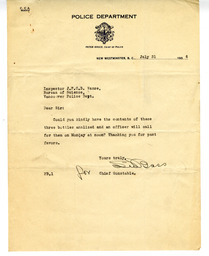 POLICE DEPARTMENT
NEW WESTMINSTER, B. C. July 21
Inspector J.F.C.B. Vance,
Bureau of Science,
Vancouver Police Dept.
Dear Sir:
Could you kindly have the contents of these
three bottles analized and an officer will call
for them on Monday at noon? Thanking you for past
favors.
Yours truly,
per
Chief Constable.